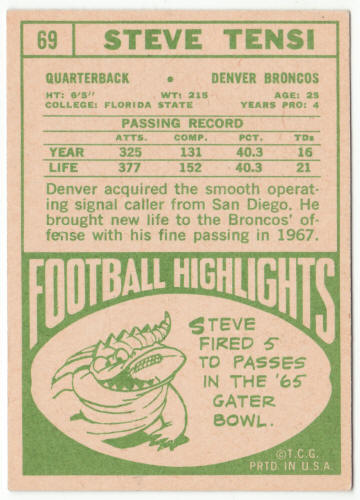 69 STEVE TENSI
QUARTERBACK • DENVER BRONCOS
HT: 6'5" WT: 215 AGE: 25
COLLEGE: FLORIDA STATE YEARS PRO: 4
PASSING RECORD
ATTS. COMP. PCT. TDs
YEAR 325 131 40.3 16
LIFE 377 152 40.3 21
Denver acquired the smooth operat-
ing signal caller from San Diego. He
brought new life to the Broncos' of-
fense with his fine passing in 1967.
FOOTBALL HIGHLIGHTS
STEVE
FIRED 5
TD PASSES
IN THE '65
GATER
BOWL.
©T.C.G.
PRTD. IN U.S.A.